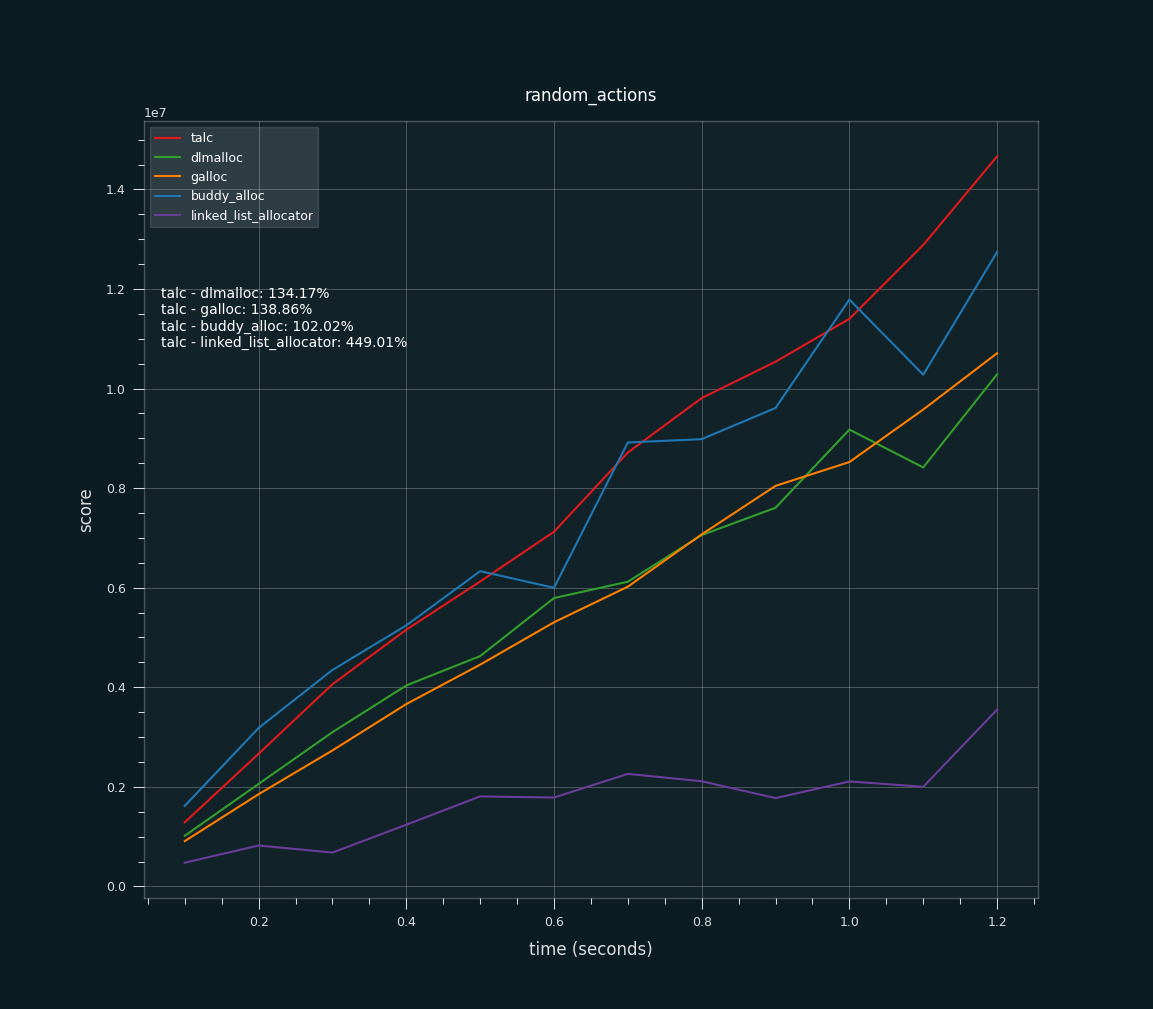 random_actions
1e7
talc
dlmalloc
galloc
buddy_alloc
linked_list_allocator
talc - dlmalloc: 134.17%
talc - galloc: 138.86%
talc - buddy_alloc: 102.02%
talc - linked_list_allocator: 449.01%
score
1.4
1.2
1.0
0.8
0.6
0.4
0.2
0.0
0.2 0.4 0.6 0.8 1.0 1.2
time (seconds)